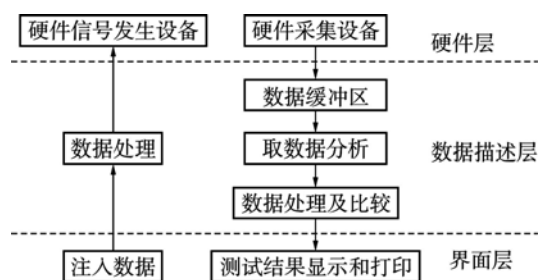 硬件信号发生设备 硬件采集设备 硬件层
数据缓冲区
数据处理 取数据分析 数据描述层
数据处理及比较
注入数据 测试结果显示和打印 界面层